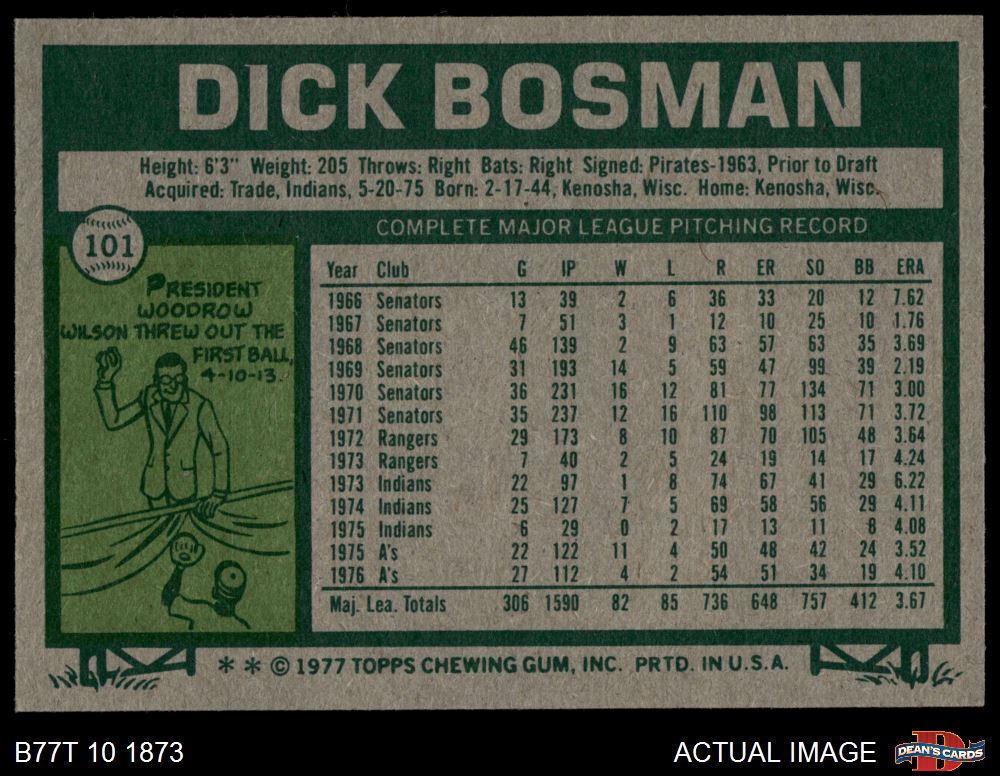 DICK BOSMAN
Height: 6'3" Weight: 205 Throws: Right Bats: Right Signed: Pirates-1963, Prior to Draft
Acquired: Trade, Indians, 5-20-75 Born: 2-17-44, Kenosha, Wisc. Home: Kenosha, Wisc.
101
PRESIDENT
WOODROW
WILSON THREW OUT THE
FIRST BALL,
4-10-13.
COMPLETE MAJOR LEAGUE PITCHING RECORD
Year Club G IP W L R ER SO BB ERA
1966 Senators 13 39 2 6 36 33 20 12 7.62
1967 Senators 7 51 3 1 12 10 25 10 1.76
1968 Senators 46 139 2 9 63 57 63 35 3.69
1969 Senators 31 193 14 5 59 47 99 39 2.19
1970 Senators 36 231 16 12 81 77 134 71 3.00
1971 Senators 35 237 12 16 110 98 113 71 3.72
1972 Rangers 29 173 8 10 87 70 105 48 3.64
1973 Rangers 7 40 2 5 24 19 14 17 4.24
1973 Indians 22 97 1 8 74 67 41 29 6.22
1974 Indians 25 127 7 5 69 58 56 29 4.11
1975 Indians 6 29 0 2 17 13 11 8 4.08
1975 A's 22 122 11 4 50 48 42 24 3.52
1976 A's 27 112 4 2 54 51 34 19 4.10
Maj. Lea. Totals 306 1590 82 85 736 648 757 412 3.67
* * © 1977 TOPPS CHEWING GUM, INC. PRTD. IN U.S.A.
B77T 10 1873
ACTUAL IMAGE
DEAN'S CARDS